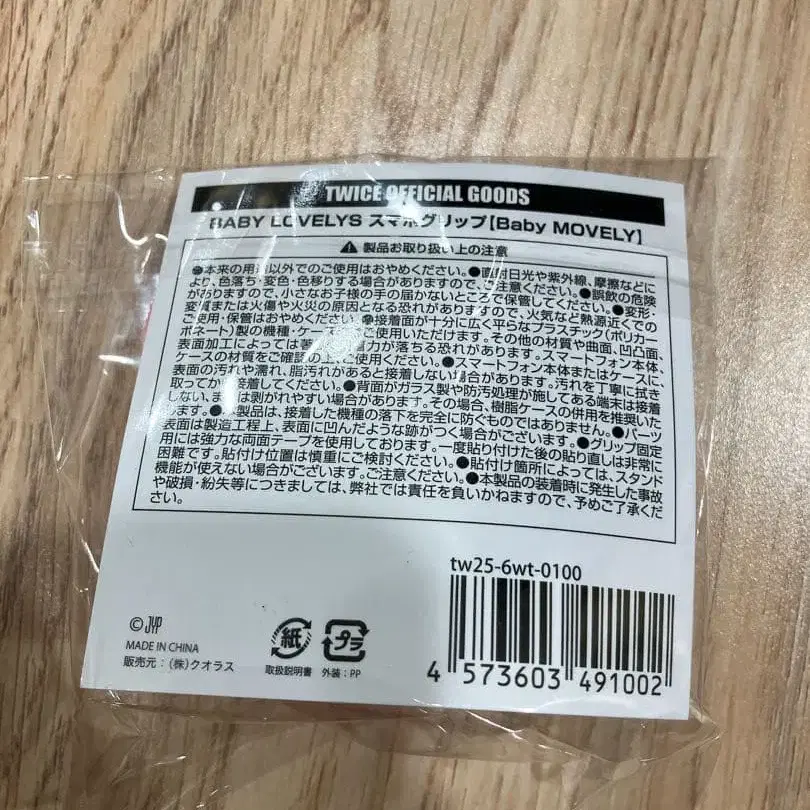 TWICE OFFICIAL GOODS
BABY LOVELYS スマホグリップ【Baby MOVELY】
製品お取り扱い上の注意
●本来の用途以外でのご使用はおやめください。●直射日光や紫外線、摩擦などに
より、色落ち・変色・色移りする場合がありますので、ご注意ください。●誤飲の危険
がありますので、小さなお子様の手の届かないところで保管してください。●変形・
変質または火傷や火災の原因となる恐れがありますので、火気など熱源近くでの
ご使用・保管はおやめください。●接着面が十分に広く平らなプラスチック(ポリカー
ボネート)製の機種・ケースでご使用いただけます。その他の材質や曲面、凹凸面、
表面加工によっては著 力が落ちる恐れがあります。スマートフォン本体、
ケースの材質をご確認の上、ご使用ください。●スマートフォン本体またはケースに、
表面の汚れや濡れ、脂汚れがあると接着しない場合があります。汚れを丁寧に拭き
取ってから接着してください。●背面がガラス製や防汚処理が施してある端末は接着
しない、または剥がれやすい場合があります。その場合、樹脂ケースの併用を推奨いた
します。●本製品は、接着した機種の落下を完全に防ぐものではありません。●パーツ
表面は製造工程上、表面に凹んだような跡がつく場合がございます。●グリップ固定
用には強力な両面テープを使用しております。一度貼り付けた後の貼り直しは非常に
困難です。貼付け位置は慎重にご検討ください。●貼付け箇所によっては、スタンド
機能が使えない場合がございます。ご注意ください。●本製品の装着時に発生した事故
や破損・紛失等につきましては、弊社では責任を負いかねますので、予めご了承くだ
さい。
tw25-6wt-0100
© JYP
MADE IN CHINA
販売元:(株)クオラス
紙
取扱説明書
プラ
外装:PP
4 573603 491002